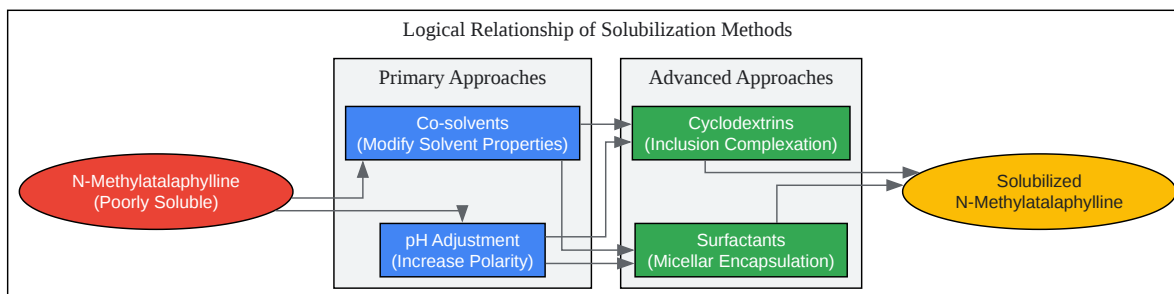 Logical Relationship of Solubilization Methods
Primary Approaches
Advanced Approaches
Co-solvents
(Modify Solvent Properties)
Cyclodextrins
(Inclusion Complexation)
N-Methylatalaphylline
(Poorly Soluble)
Solubilized
N-Methylatalaphylline
pH Adjustment
(Increase Polarity)
Surfactants
(Micellar Encapsulation)